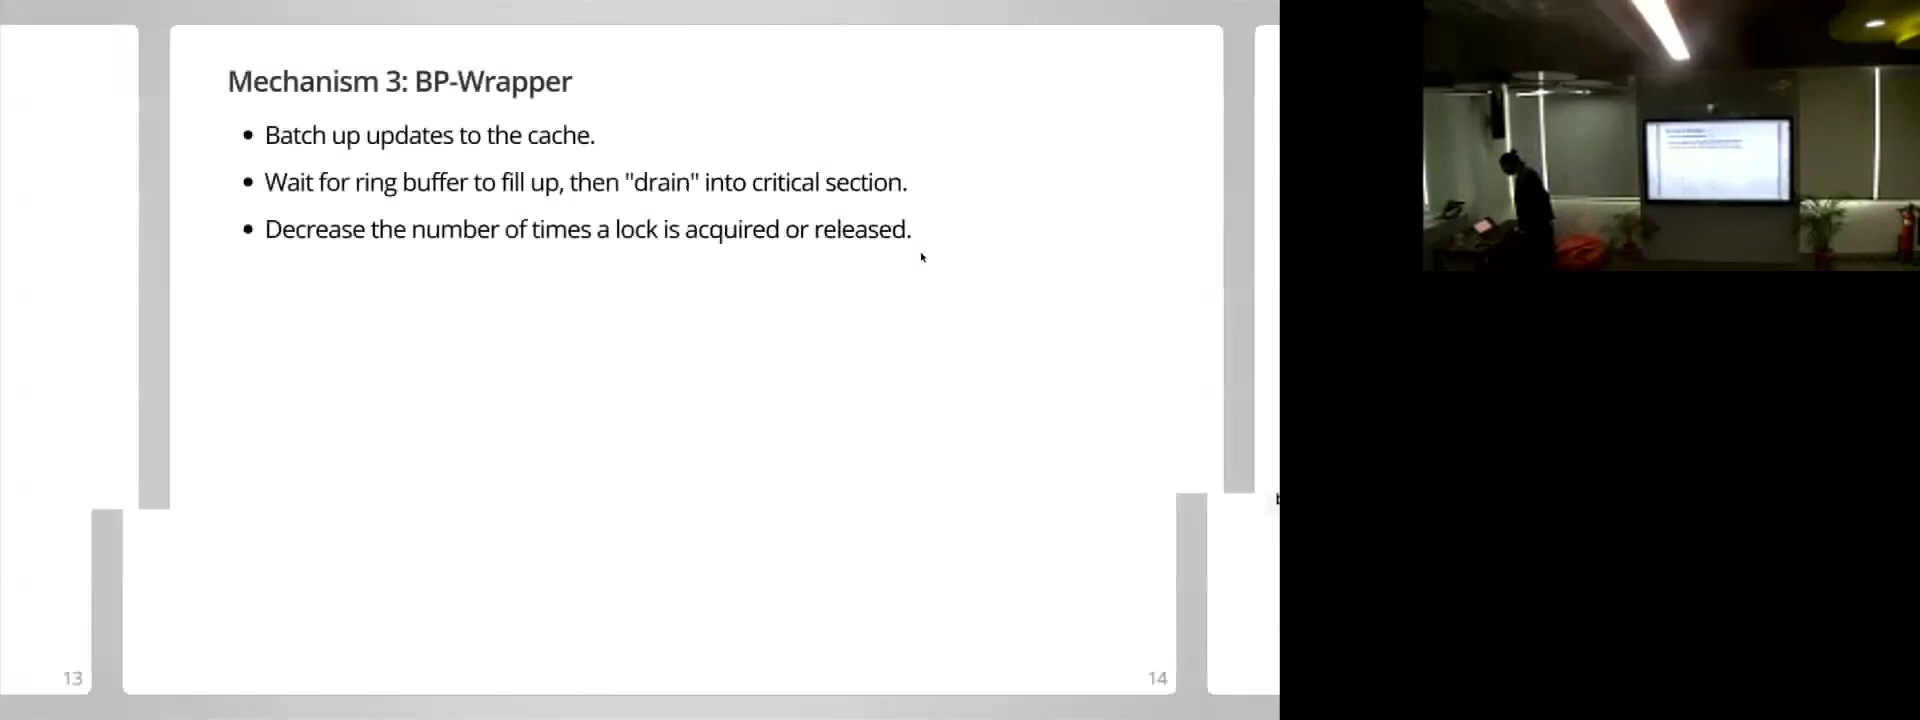 Mechanism 3: BP-Wrapper
• Batch up updates to the cache.
• Wait for ring buffer to fill up, then "drain" into critical section.
• Decrease the number of times a lock is acquired or released.
13
14